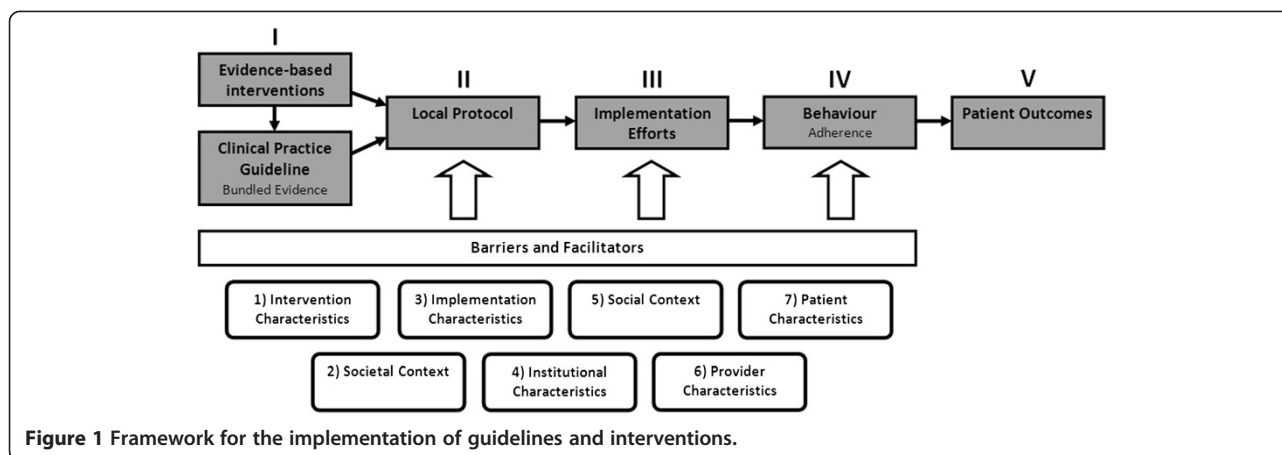 I
Evidence-based
interventions
Clinical Practice
Guideline
Bundled Evidence
II
Local Protocol
III
Implementation
Efforts
IV
Behaviour
Adherence
V
Patient Outcomes
Barriers and Facilitators
1) Intervention
Characteristics
3) Implementation
Characteristics
5) Social Context
7) Patient
Characteristics
2) Societal Context
4) Institutional
Characteristics
6) Provider
Characteristics
Figure 1 Framework for the implementation of guidelines and interventions.